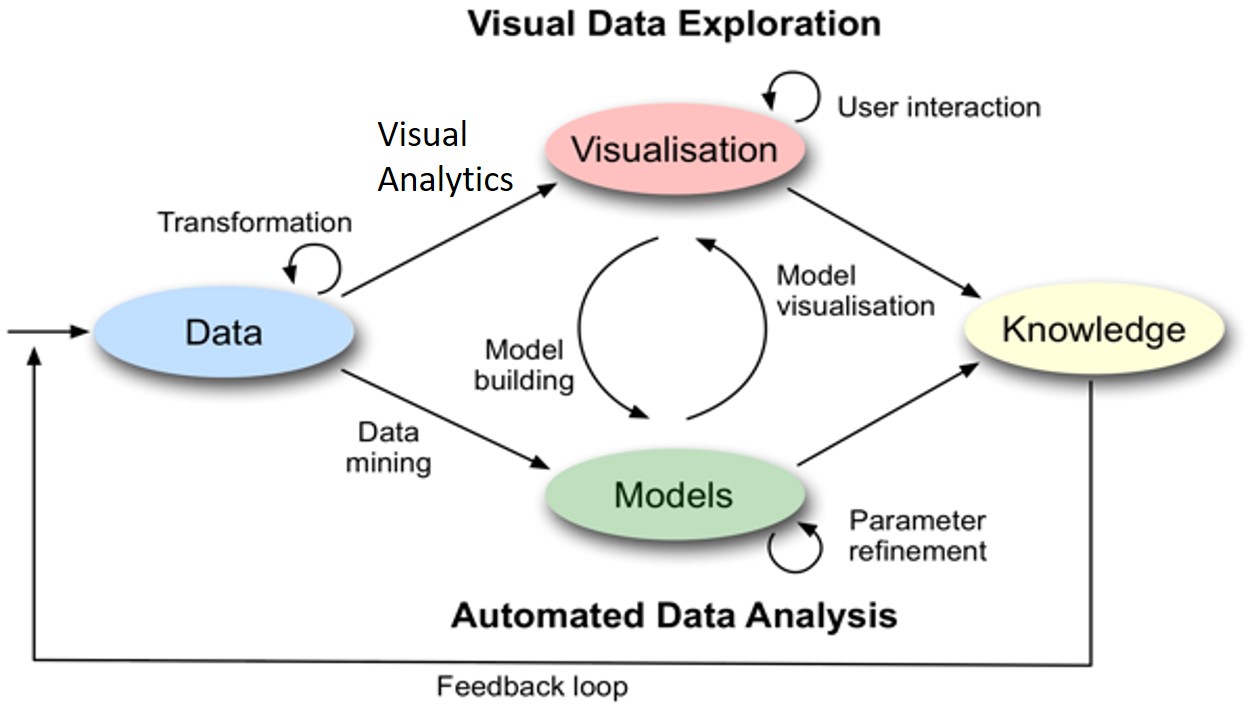 Visual Data Exploration
User interaction
Visualisation
Visual
Analytics
Transformation
Data
Model
visualisation
Knowledge
Model
building
Data
mining
Models
Parameter
refinement
Automated Data Analysis
Feedback loop